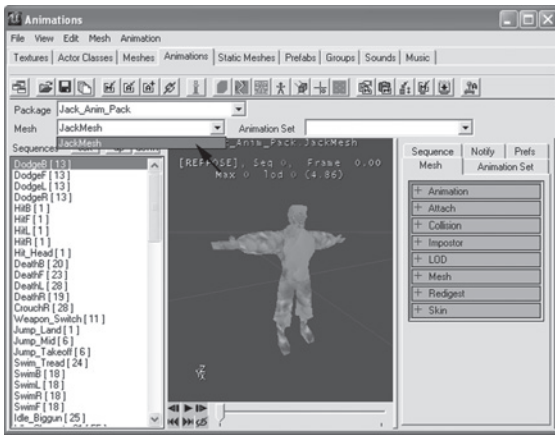 Animations
File View Edit Mesh Animation
Textures Actor Classes Meshes Animations Static Meshes Prefabs Groups Sounds Music
Package Jack_Anim_Pack
Mesh JackMesh Animation Set
JackMesh
Sequences
_Anim_Pack.JackMesh
[REFPOSE], Seq 0, Frame 0.00
Max 0 lod 0 (4.86)
DodgeB [ 13 ]
DodgeF [ 13 ]
DodgeL [ 13 ]
DodgeR [ 13 ]
HitB [ 1 ]
HitF [ 1 ]
HitL [ 1 ]
HitR [ 1 ]
Hit_Head [ 1 ]
DeathB [ 20 ]
DeathF [ 23 ]
DeathL [ 28 ]
DeathR [ 19 ]
CrouchR [ 28 ]
Weapon_Switch [ 11 ]
Jump_Land [ 1 ]
Jump_Mid [ 6 ]
Jump_Takeoff [ 6 ]
Swim_Tread [ 24 ]
SwimB [ 18 ]
SwimL [ 18 ]
SwimR [ 18 ]
SwimF [ 18 ]
Idle_Biggun [ 25 ]
Sequence Notify Prefs
Mesh Animation Set
+ Animation
+ Attach
+ Collision
+ Impostor
+ LOD
+ Mesh
+ Redigest
+ Skin